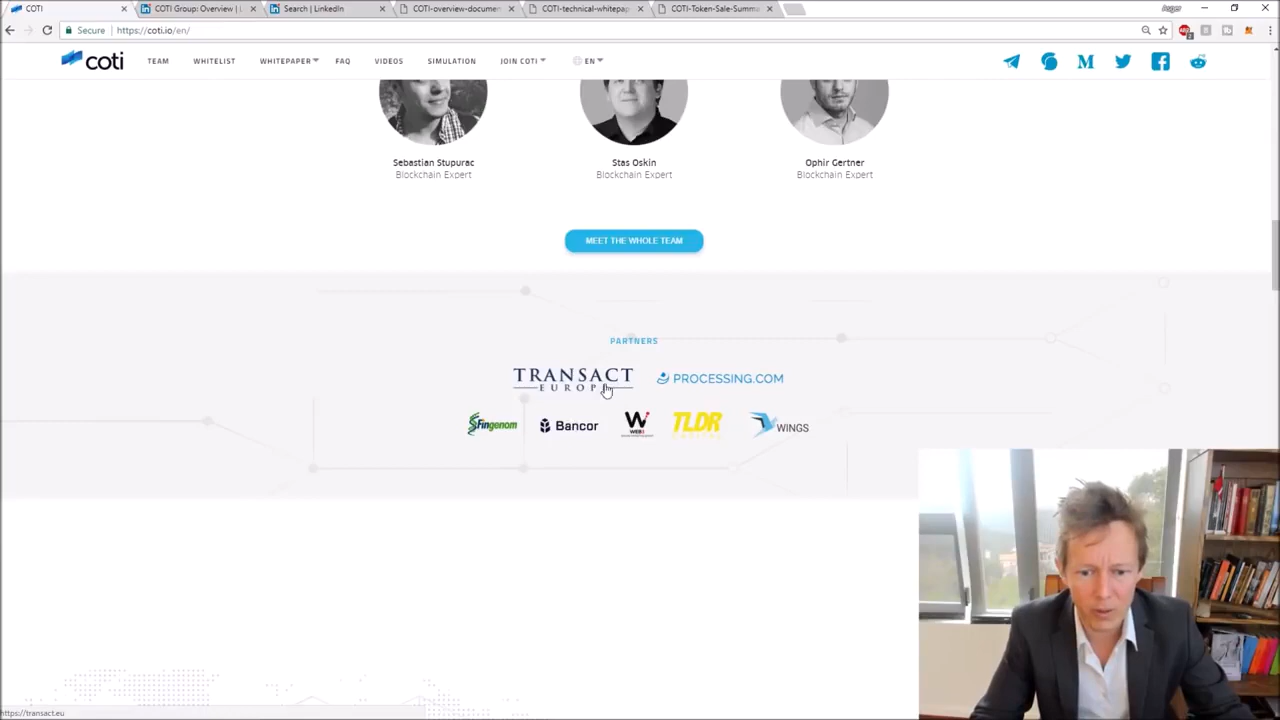 COTI
COTI Group: Overview | L
Search | LinkedIn
COTI-overview-documen
COTI-technical-whitepap
COTI-Token-Sale-Summa
Secure
https://coti.io/en/
coti
TEAM
WHITELIST
WHITEPAPER
FAQ
VIDEOS
SIMULATION
JOIN COTI
EN
Sebastian Stupurac
Stas Oskin
Ophir Gertner
Blockchain Expert
Blockchain Expert
Blockchain Expert
MEET THE WHOLE TEAM
PARTNERS
TRANSACT
EUROP
PROCESSING.COM
Fingenom
Bancor
TLDR
WINGS
https://transact.eu